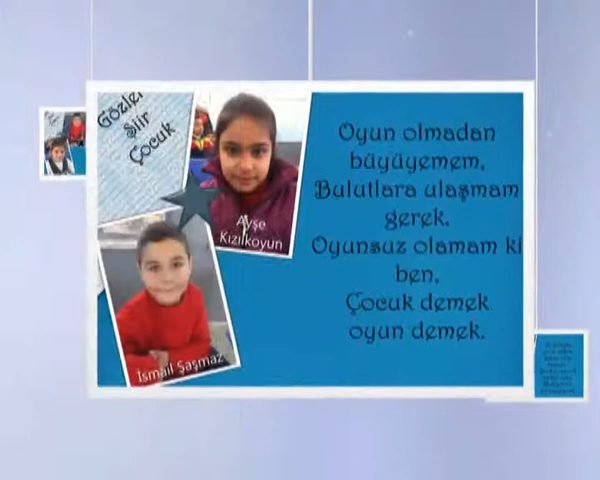 Gözler
Şiir
Çocuk
Ayşe
Kızılkoyun
İsmail Şaşmaz
Oyun olmadan
büyüyemem,
Bulutlara ulaşmam
gerek.
Oyunsuz olamam ki
ben,
Çocuk demek
oyun demek.